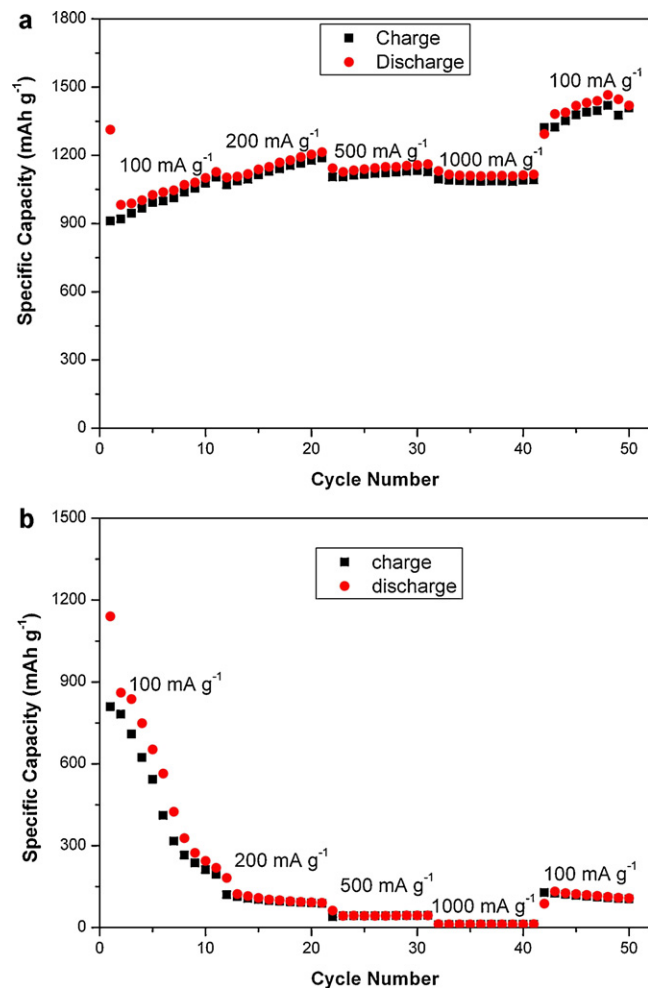 a
1800
1500
1200
900
600
300
0
Specific Capacity (mAh g⁻¹)
Charge
Discharge
100 mA g⁻¹
200 mA g⁻¹
500 mA g⁻¹
1000 mA g⁻¹
100 mA g⁻¹
0 10 20 30 40 50
Cycle Number
b
1500
1200
900
600
300
0
Specific Capacity (mAh g⁻¹)
charge
discharge
100 mA g⁻¹
200 mA g⁻¹
500 mA g⁻¹
1000 mA g⁻¹
100 mA g⁻¹
0 10 20 30 40 50
Cycle Number